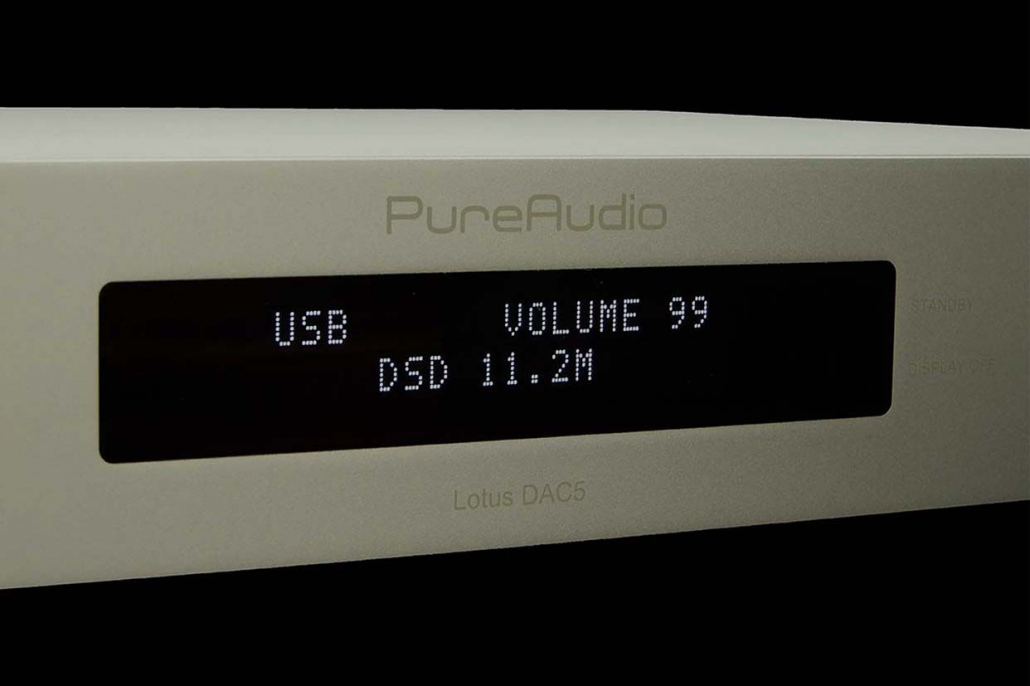 PureAudio
USB VOLUME 99
DSD 11.2M
STANDBY
DISPLAY OFF
Lotus DAC5